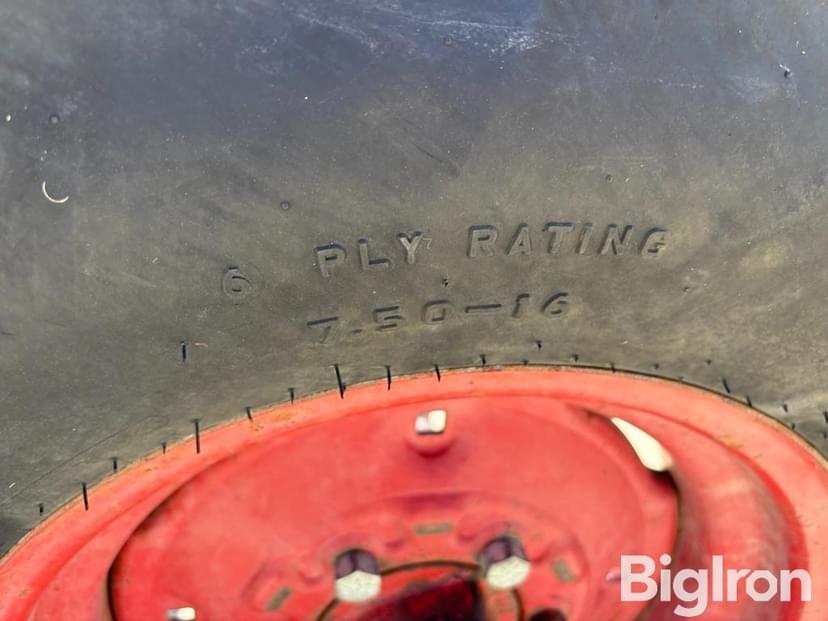 6 PLY RATING
7.50-16
BigIron